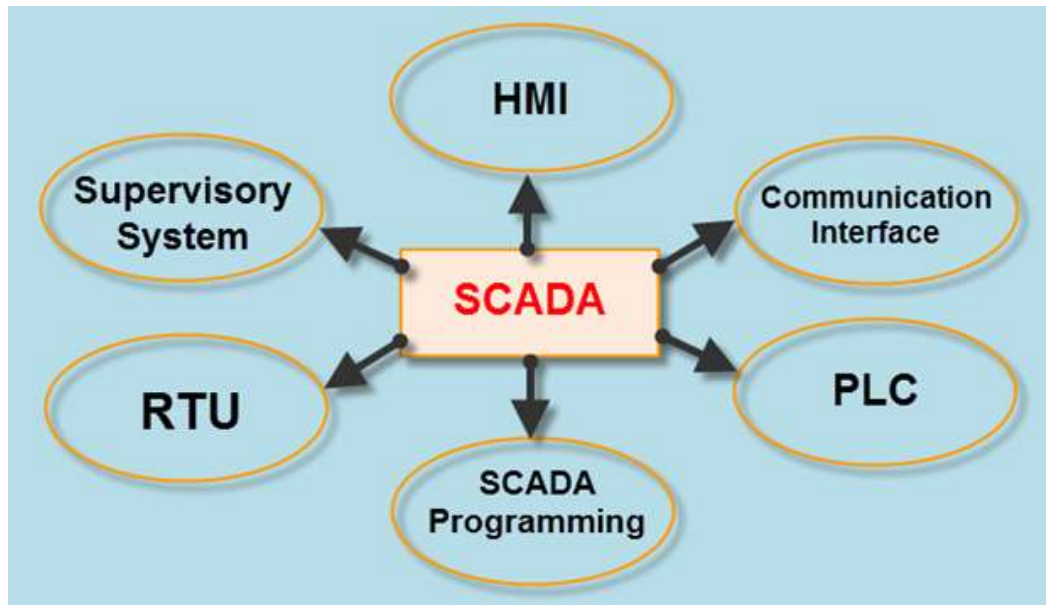 HMI
Supervisory
System
Communication
Interface
SCADA
RTU
PLC
SCADA
Programming